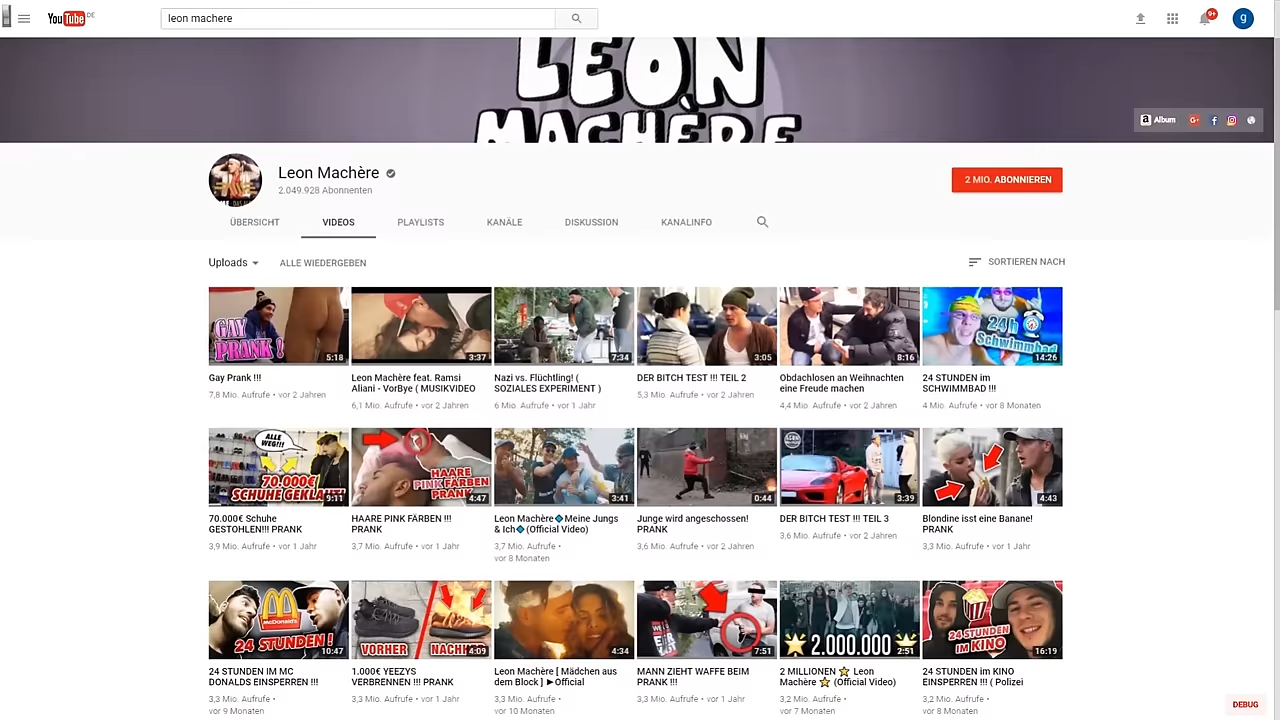 YouTube DE
leon machere
9+
g
LEON
MACHÈRE
a Album
Leon Machère
2.049.928 Abonnenten
2 MIO. ABONNIEREN
ÜBERSICHT
VIDEOS
PLAYLISTS
KANÄLE
DISKUSSION
KANALINFO
Uploads
ALLE WIEDERGEBEN
SORTIEREN NACH
GAY
PRANK !
5:18
3:37
7:34
3:05
8:16
24 h
Schwimmbad
14:26
Gay Prank !!!
7,8 Mio. Aufrufe • vor 2 Jahren
Leon Machère feat. Ramsi
Aliani - VorBye ( MUSIKVIDEO
6,1 Mio. Aufrufe • vor 2 Jahren
Nazi vs. Flüchtling! (
SOZIALES EXPERIMENT )
6 Mio. Aufrufe • vor 1 Jahr
DER BITCH TEST !!! TEIL 2
5,3 Mio. Aufrufe • vor 2 Jahren
Obdachlosen an Weihnachten
eine Freude machen
4,4 Mio. Aufrufe • vor 2 Jahren
24 STUNDEN im
SCHWIMMBAD !!!
4 Mio. Aufrufe • vor 8 Monaten
ALLE
WEG!!!
70.000€
SCHUHE GEKLAUT!
9:11
HAARE
PINK FÄRBEN
PRANK
4:47
3:41
0:44
3:39
4:43
70.000€ Schuhe
GESTOHLEN!!! PRANK
3,9 Mio. Aufrufe • vor 1 Jahr
HAARE PINK FÄRBEN !!!
PRANK
3,7 Mio. Aufrufe • vor 1 Jahr
Leon Machère🔷Meine Jungs
& Ich🔷(Official Video)
3,7 Mio. Aufrufe •
vor 8 Monaten
Junge wird angeschossen!
PRANK
3,6 Mio. Aufrufe • vor 2 Jahren
DER BITCH TEST !!! TEIL 3
3,6 Mio. Aufrufe • vor 2 Jahren
Blondine isst eine Banane!
PRANK
3,3 Mio. Aufrufe • vor 1 Jahr
McDonald's
24 STUNDEN !
10:47
VORHER
4:09
4:34
7:51
2.000.000
2:51
24 STUNDEN
IM KINO
16:19
24 STUNDEN IM MC
DONALDS EINSPERREN !!!
3,3 Mio. Aufrufe •
vor 9 Monaten
1.000€ YEEZYS
VERBRENNEN !!! PRANK
3,3 Mio. Aufrufe • vor 1 Jahr
Leon Machère [ Mädchen aus
dem Block ] ►Official
3,3 Mio. Aufrufe •
vor 10 Monaten
MANN ZIEHT WAFFE BEIM
PRANK !!!
3,3 Mio. Aufrufe • vor 1 Jahr
2 MILLIONEN ⭐ Leon
Machère ⭐ (Official Video)
3,2 Mio. Aufrufe •
vor 7 Monaten
24 STUNDEN im KINO
EINSPERREN !!! ( Polizei
3,2 Mio. Aufrufe •
vor 8 Monaten
DEBUG